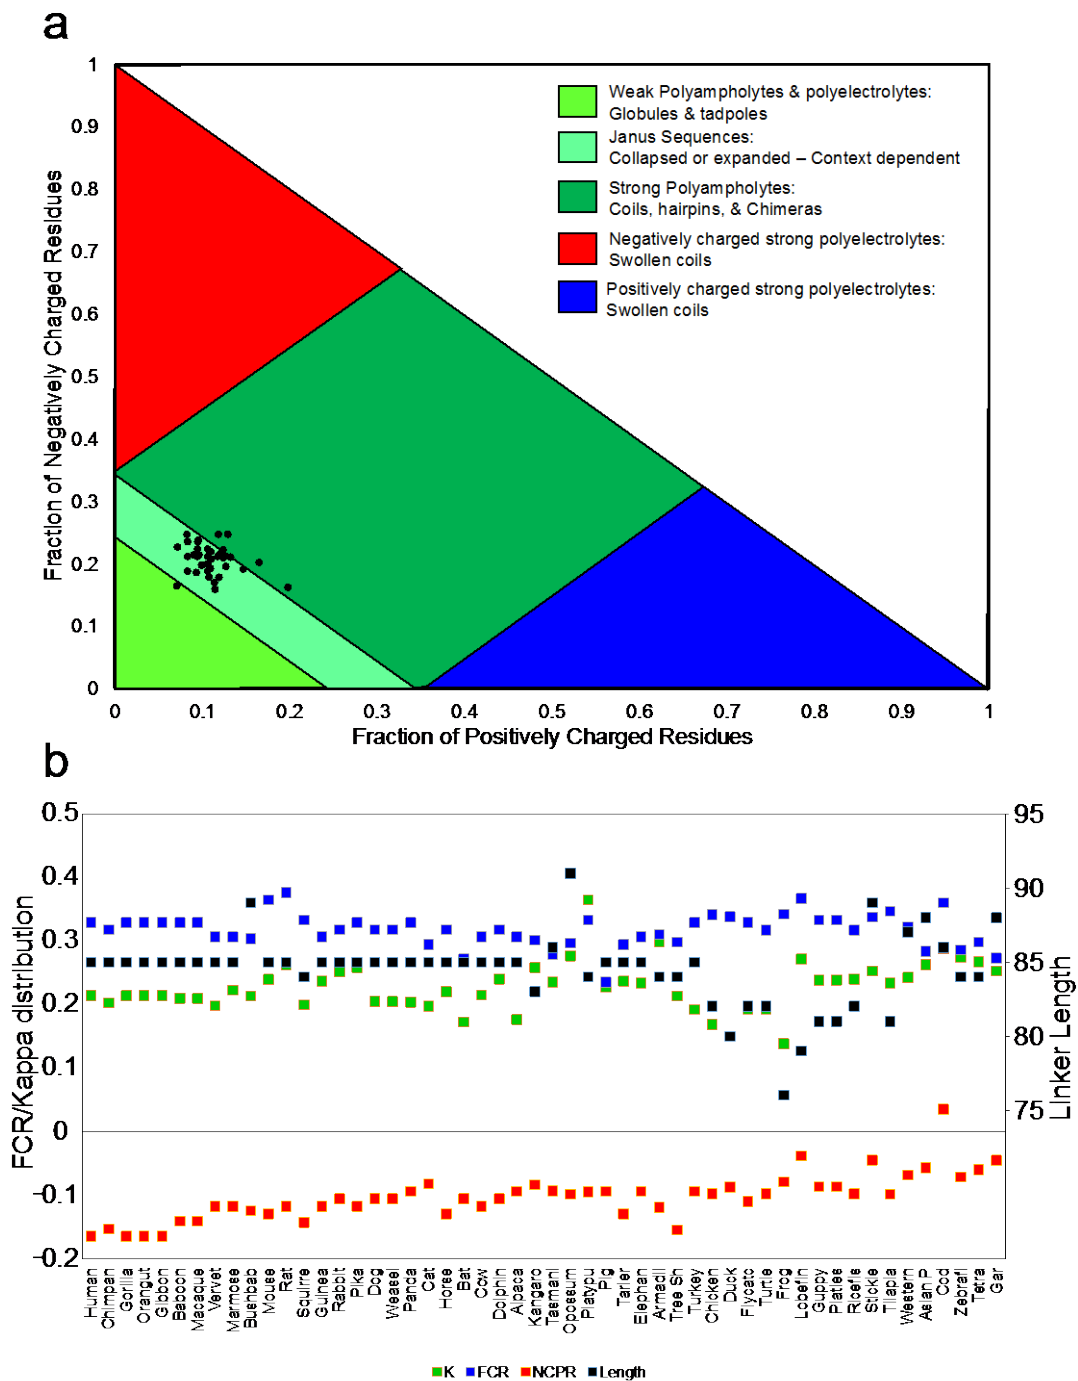 a
1
0.9
0.8
0.7
0.6
0.5
0.4
0.3
0.2
0.1
0
Fraction of Negatively Charged Residues
Weak Polyampholytes & polyelectrolytes:
Globules & tadpoles
Janus Sequences:
Collapsed or expanded – Context dependent
Strong Polyampholytes:
Coils, hairpins, & Chimeras
Negatively charged strong polyelectrolytes:
Swollen coils
Positively charged strong polyelectrolytes:
Swollen coils
0 0.1 0.2 0.3 0.4 0.5 0.6 0.7 0.8 0.9 1
Fraction of Positively Charged Residues
b
0.5
0.4
0.3
0.2
0.1
0
-0.1
-0.2
FCR/Kappa distribution
95
90
85
80
75
Linker Length
Human
Chimpan
Gorilla
Orangut
Gibbon
Baboon
Macaque
Vervet
Marmose
Bushbab
Mouse
Rat
Squirre
Guinea
Rabbit
Pika
Dog
Weasel
Panda
Cat
Horse
Bat
Cow
Dolphin
Alpaca
Kangaro
Tasmani
Opossum
Platypu
Pig
Tarier
Elephan
Armadil
Tree Sh
Turkey
Chicken
Duck
Flycatc
Turtle
Frog
Lobefin
Guppy
Platies
Ricefis
Stickle
Tilapia
Western
Asian P
Cod
Zebrafi
Tetra
Gar
K FCR NCPR Length